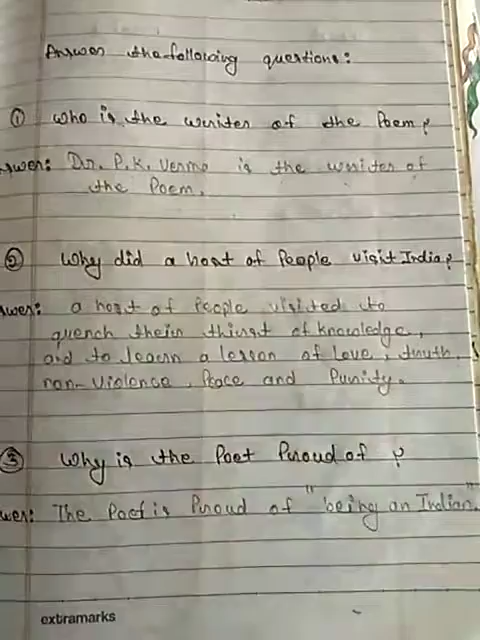 Answer the following questions:
① who is the writer of the Poem?
swer: Dr. P.K. Verma is the writer of
the Poem.
② Why did a host of People visit India?
swer: a host of People visited to
quench their thirst of knowledge,
and to learn a lesson of Love, truth,
non-violence, Peace and Purity.
③ Why is the Poet Proud of ?
wer: The Poet is Proud of "being an Indian".
extramarks